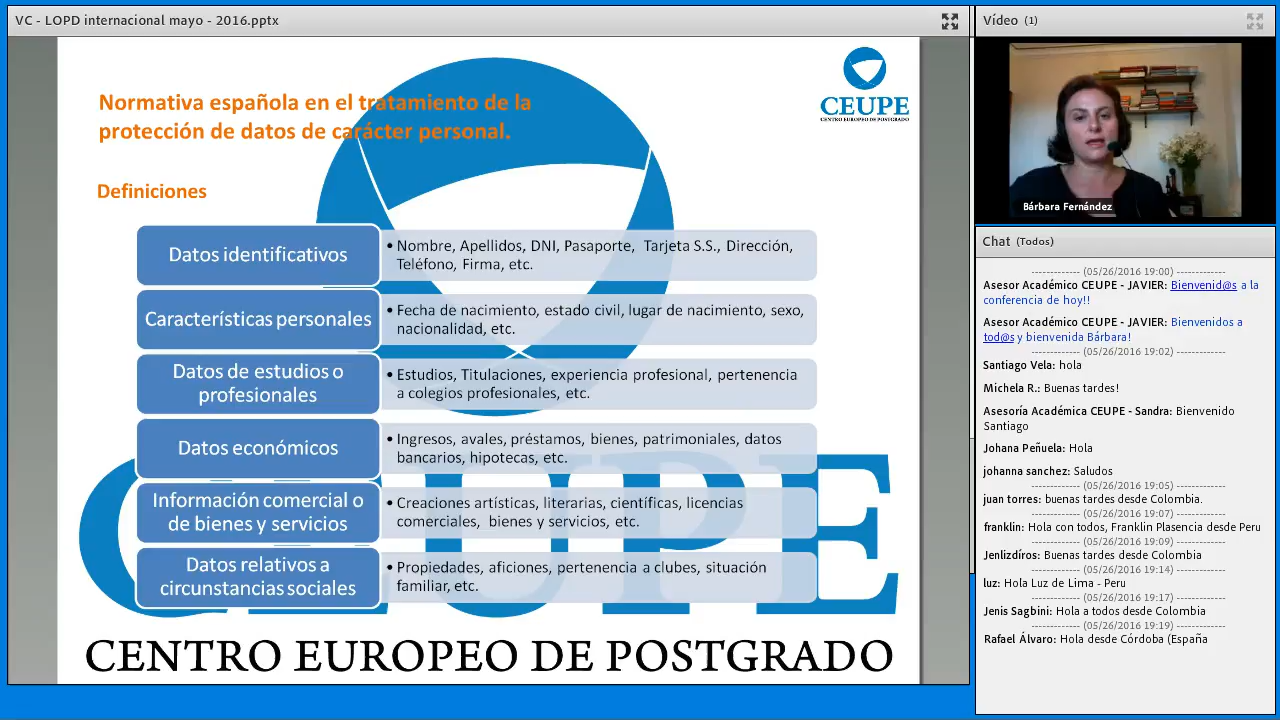 VC - LOPD internacional mayo - 2016.pptx
Normativa española en el tratamiento de la
protección de datos de carácter personal.
CEUPE
CENTRO EUROPEO DE POSTGRADO
Definiciones
Datos identificativos
• Nombre, Apellidos, DNI, Pasaporte, Tarjeta S.S., Dirección,
Teléfono, Firma, etc.
Características personales
• Fecha de nacimiento, estado civil, lugar de nacimiento, sexo,
nacionalidad, etc.
Datos de estudios o
profesionales
• Estudios, Titulaciones, experiencia profesional, pertenencia
a colegios profesionales, etc.
Datos económicos
• Ingresos, avales, préstamos, bienes, patrimoniales, datos
bancarios, hipotecas, etc.
Información comercial o
de bienes y servicios
• Creaciones artísticas, literarias, científicas, licencias
comerciales, bienes y servicios, etc.
Datos relativos a
circunstancias sociales
• Propiedades, aficiones, pertenencia a clubes, situación
familiar, etc.
CEUPE
CENTRO EUROPEO DE POSTGRADO
Vídeo (1)
Bárbara Fernández
Chat (Todos)
------------- (05/26/2016 19:00) -------------
Asesor Académico CEUPE - JAVIER: Bienvenid@s a la
conferencia de hoy!!
Asesor Académico CEUPE - JAVIER: Bienvenidos a
tod@s y bienvenida Bárbara!
------------- (05/26/2016 19:02) -------------
Santiago Vela: hola
Michela R.: Buenas tardes!
Asesoría Académica CEUPE - Sandra: Bienvenido
Santiago
Johana Peñuela: Hola
johanna sanchez: Saludos
------------- (05/26/2016 19:05) -------------
juan torres: buenas tardes desde Colombia.
------------- (05/26/2016 19:07) -------------
franklin: Hola con todos, Franklin Plasencia desde Peru
------------- (05/26/2016 19:09) -------------
Jenlizdíros: Buenas tardes desde Colombia
------------- (05/26/2016 19:14) -------------
luz: Hola Luz de Lima - Peru
------------- (05/26/2016 19:17) -------------
Jenis Sagbini: Hola a todos desde Colombia
------------- (05/26/2016 19:19) -------------
Rafael Álvaro: Hola desde Córdoba (España